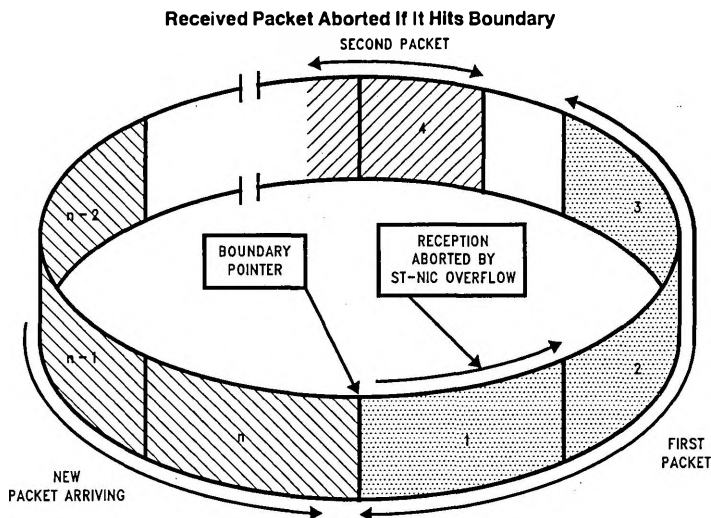 Received Packet Aborted If It Hits Boundary
SECOND PACKET
4
n-2
3
BOUNDARY
POINTER
RECEPTION
ABORTED BY
ST-NIC OVERFLOW
n-1
2
n
1
NEW
PACKET ARRIVING
FIRST
PACKET